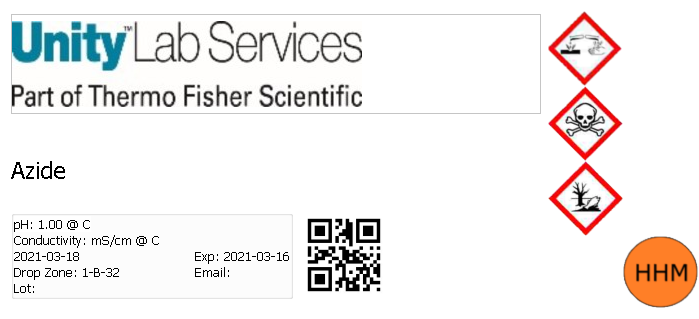 Unity™ Lab Services
Part of Thermo Fisher Scientific
Azide
pH: 1.00 @ C
Conductivity: mS/cm @ C
2021-03-18 Exp: 2021-03-16
Drop Zone: 1-B-32 Email:
Lot:
HHM